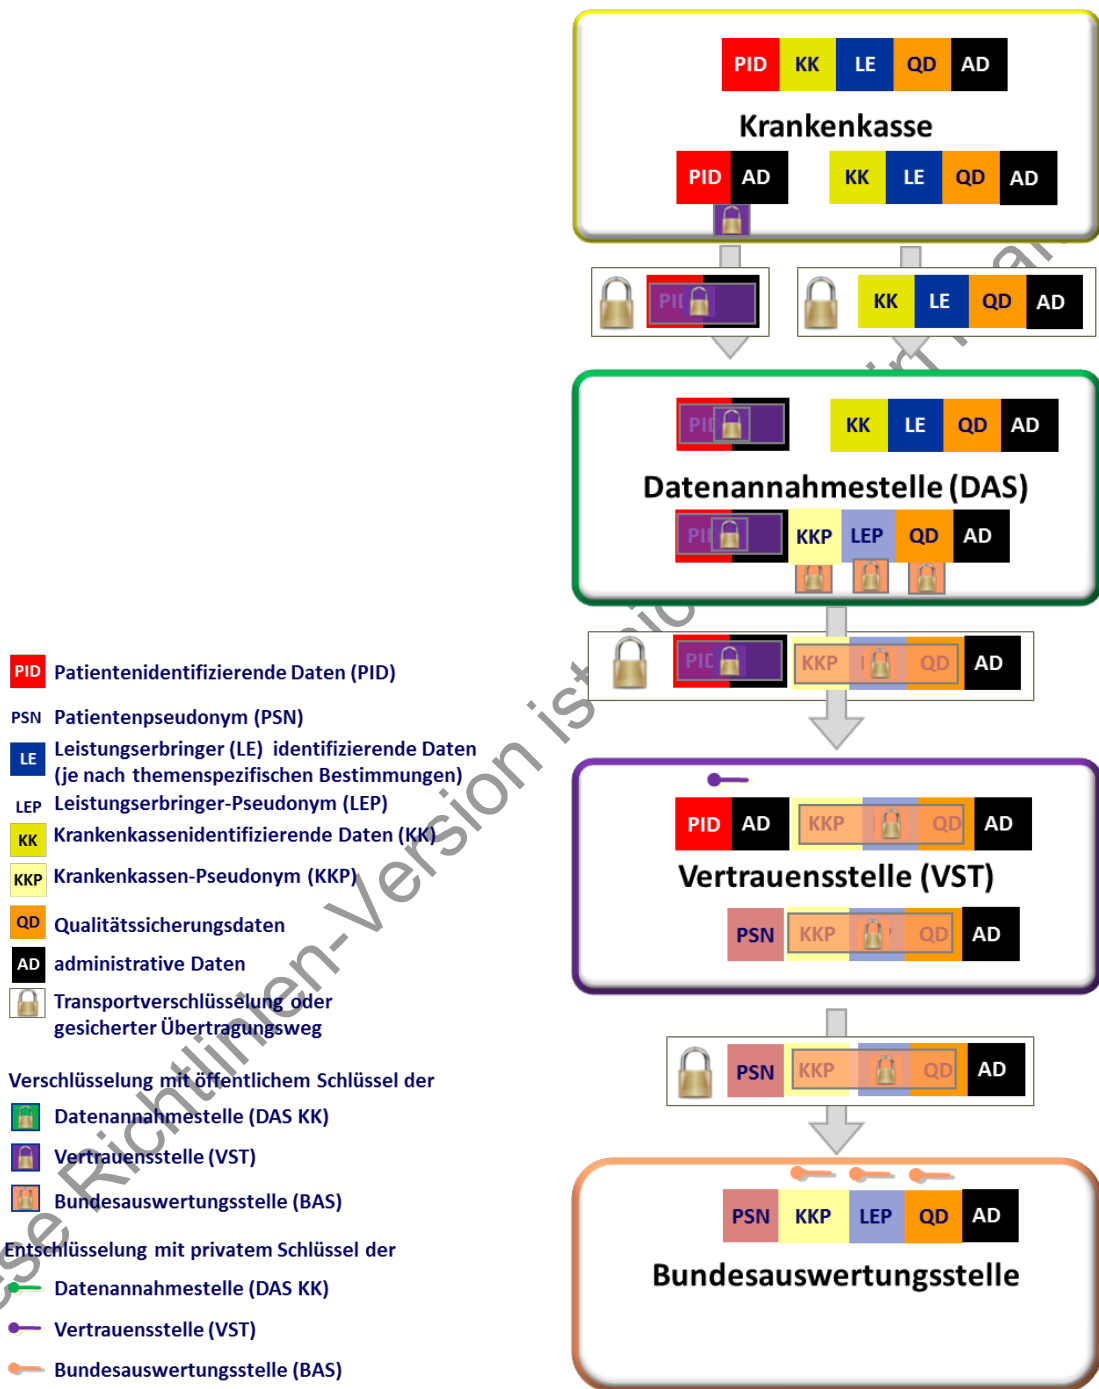 PID KK LE QD AD
Krankenkasse
PID AD KK LE QD AD
KK LE QD AD
KK LE QD AD
Datenannahmestelle (DAS)
KKP LEP QD AD
PID KKP QD AD
PID AD KKP QD AD
Vertrauensstelle (VST)
PSN KKP QD AD
PSN KKP QD AD
PSN KKP LEP QD AD
Bundesauswertungsstelle
PID Patientenidentifizierende Daten (PID)
PSN Patientenpseudonym (PSN)
LE Leistungserbringer (LE) identifizierende Daten
(je nach themenspezifischen Bestimmungen)
LEP Leistungserbringer-Pseudonym (LEP)
KK Krankenkassenidentifizierende Daten (KK)
KKP Krankenkassen-Pseudonym (KKP)
QD Qualitätssicherungsdaten
AD administrative Daten
Transportverschlüsselung oder
gesicherter Übertragungsweg
Verschlüsselung mit öffentlichem Schlüssel der
Datenannahmestelle (DAS KK)
Vertrauensstelle (VST)
Bundesauswertungsstelle (BAS)
Entschlüsselung mit privatem Schlüssel der
Datenannahmestelle (DAS KK)
Vertrauensstelle (VST)
Bundesauswertungsstelle (BAS)
Richtlinien-Version ist